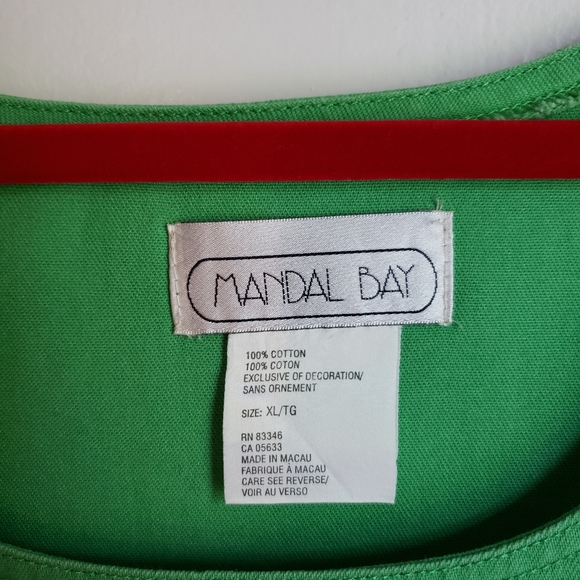 MANDAL BAY
100% COTTON
100% COTON
EXCLUSIVE OF DECORATION/
SANS ORNEMENT
SIZE: XL/TG
RN 83346
CA 05633
MADE IN MACAU
FABRIQUE À MACAU
CARE SEE REVERSE/
VOIR AU VERSO